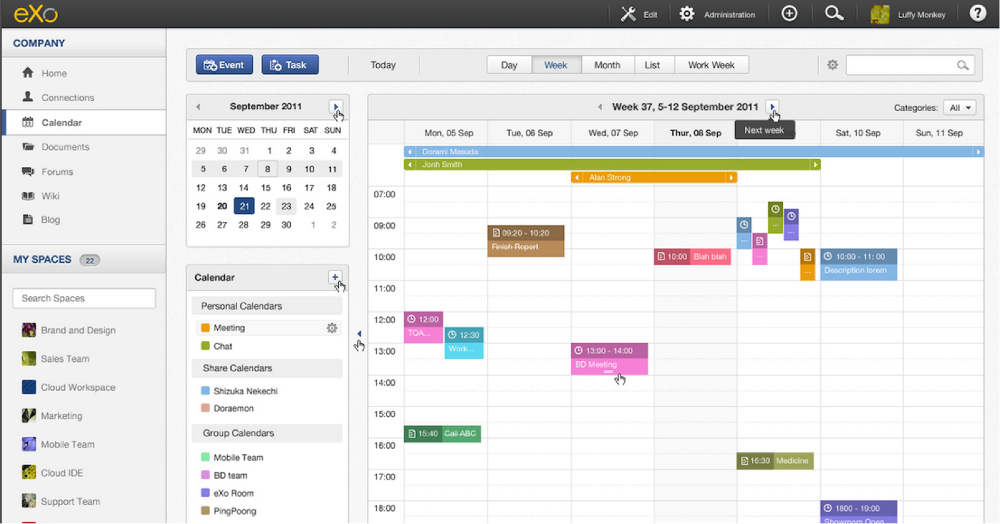 eXo
Edit
Administration
Luffy Monkey
?
COMPANY
Home
Connections
Calendar
Documents
Forums
Wiki
Blog
MY SPACES 22
Search Spaces
Brand and Design
Sales Team
Cloud Workspace
Marketing
Mobile Team
Cloud IDE
Support Team
Event
Task
Today
Day Week Month List Work Week
September 2011
MON TUE WED THU FRI SAT SUN
29 30 31 1 2 3 4
5 6 7 8 9 10 11
12 13 14 15 16 17 18
19 20 21 22 23 24 25
26 27 28 29 30 1 2
Calendar +
Personal Calendars
Meeting
Chat
Share Calendars
Shizuka Nekechi
Doraemon
Group Calendars
Mobile Team
BD team
eXo Room
PingPoong
Week 37, 5-12 September 2011
Categories: All
Next week
Mon, 05 Sep Tue, 06 Sep Wed, 07 Sep Thur, 08 Sep Sat, 10 Sep Sun, 11 Sep
Dorami Masuda
Jonh Smith
Alan Strong
07:00
09:00
09:20 - 10:20
Finish Report
...
...
...
...
...
10:00
10:00 Blah blah
10:00 - 11: 00
Description lorem
11:00
12:00
12:00
TQA...
12:30
Work...
13:00
13:00 - 14:00
BD Meeting
14:00
15:00
15:40 Call ABC
16:00
16:30 Medicine
17:00
18:00
1800 - 19:00
Showroom Open